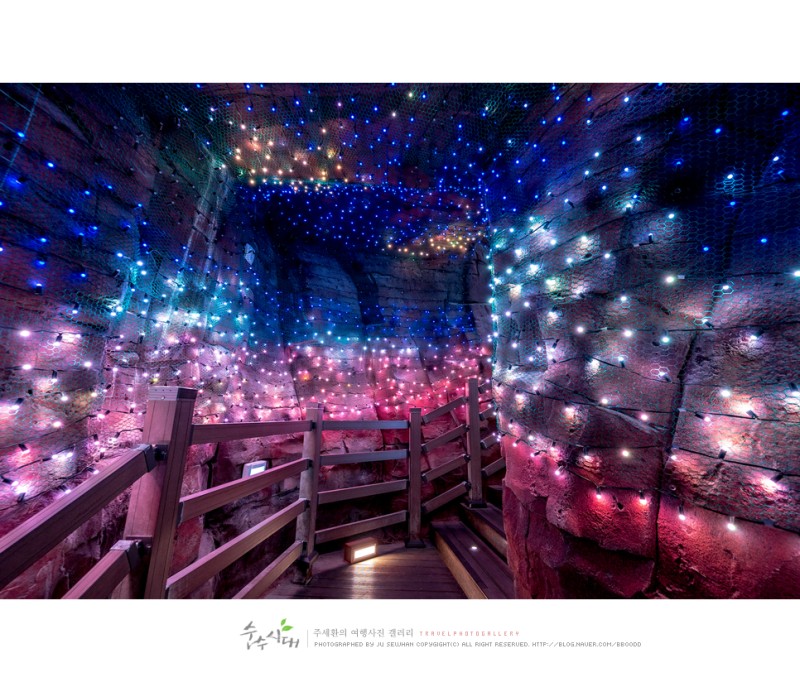 순수시대
주세환의 여행사진 갤러리 TRAVELPHOTOGALLERY
PHOTOGRAPHED BY JU SEWHAN COPYGIGHT(C) ALL RIGHT RESERVED. HTTP://BLOG.NAVER.COM/BBOODD